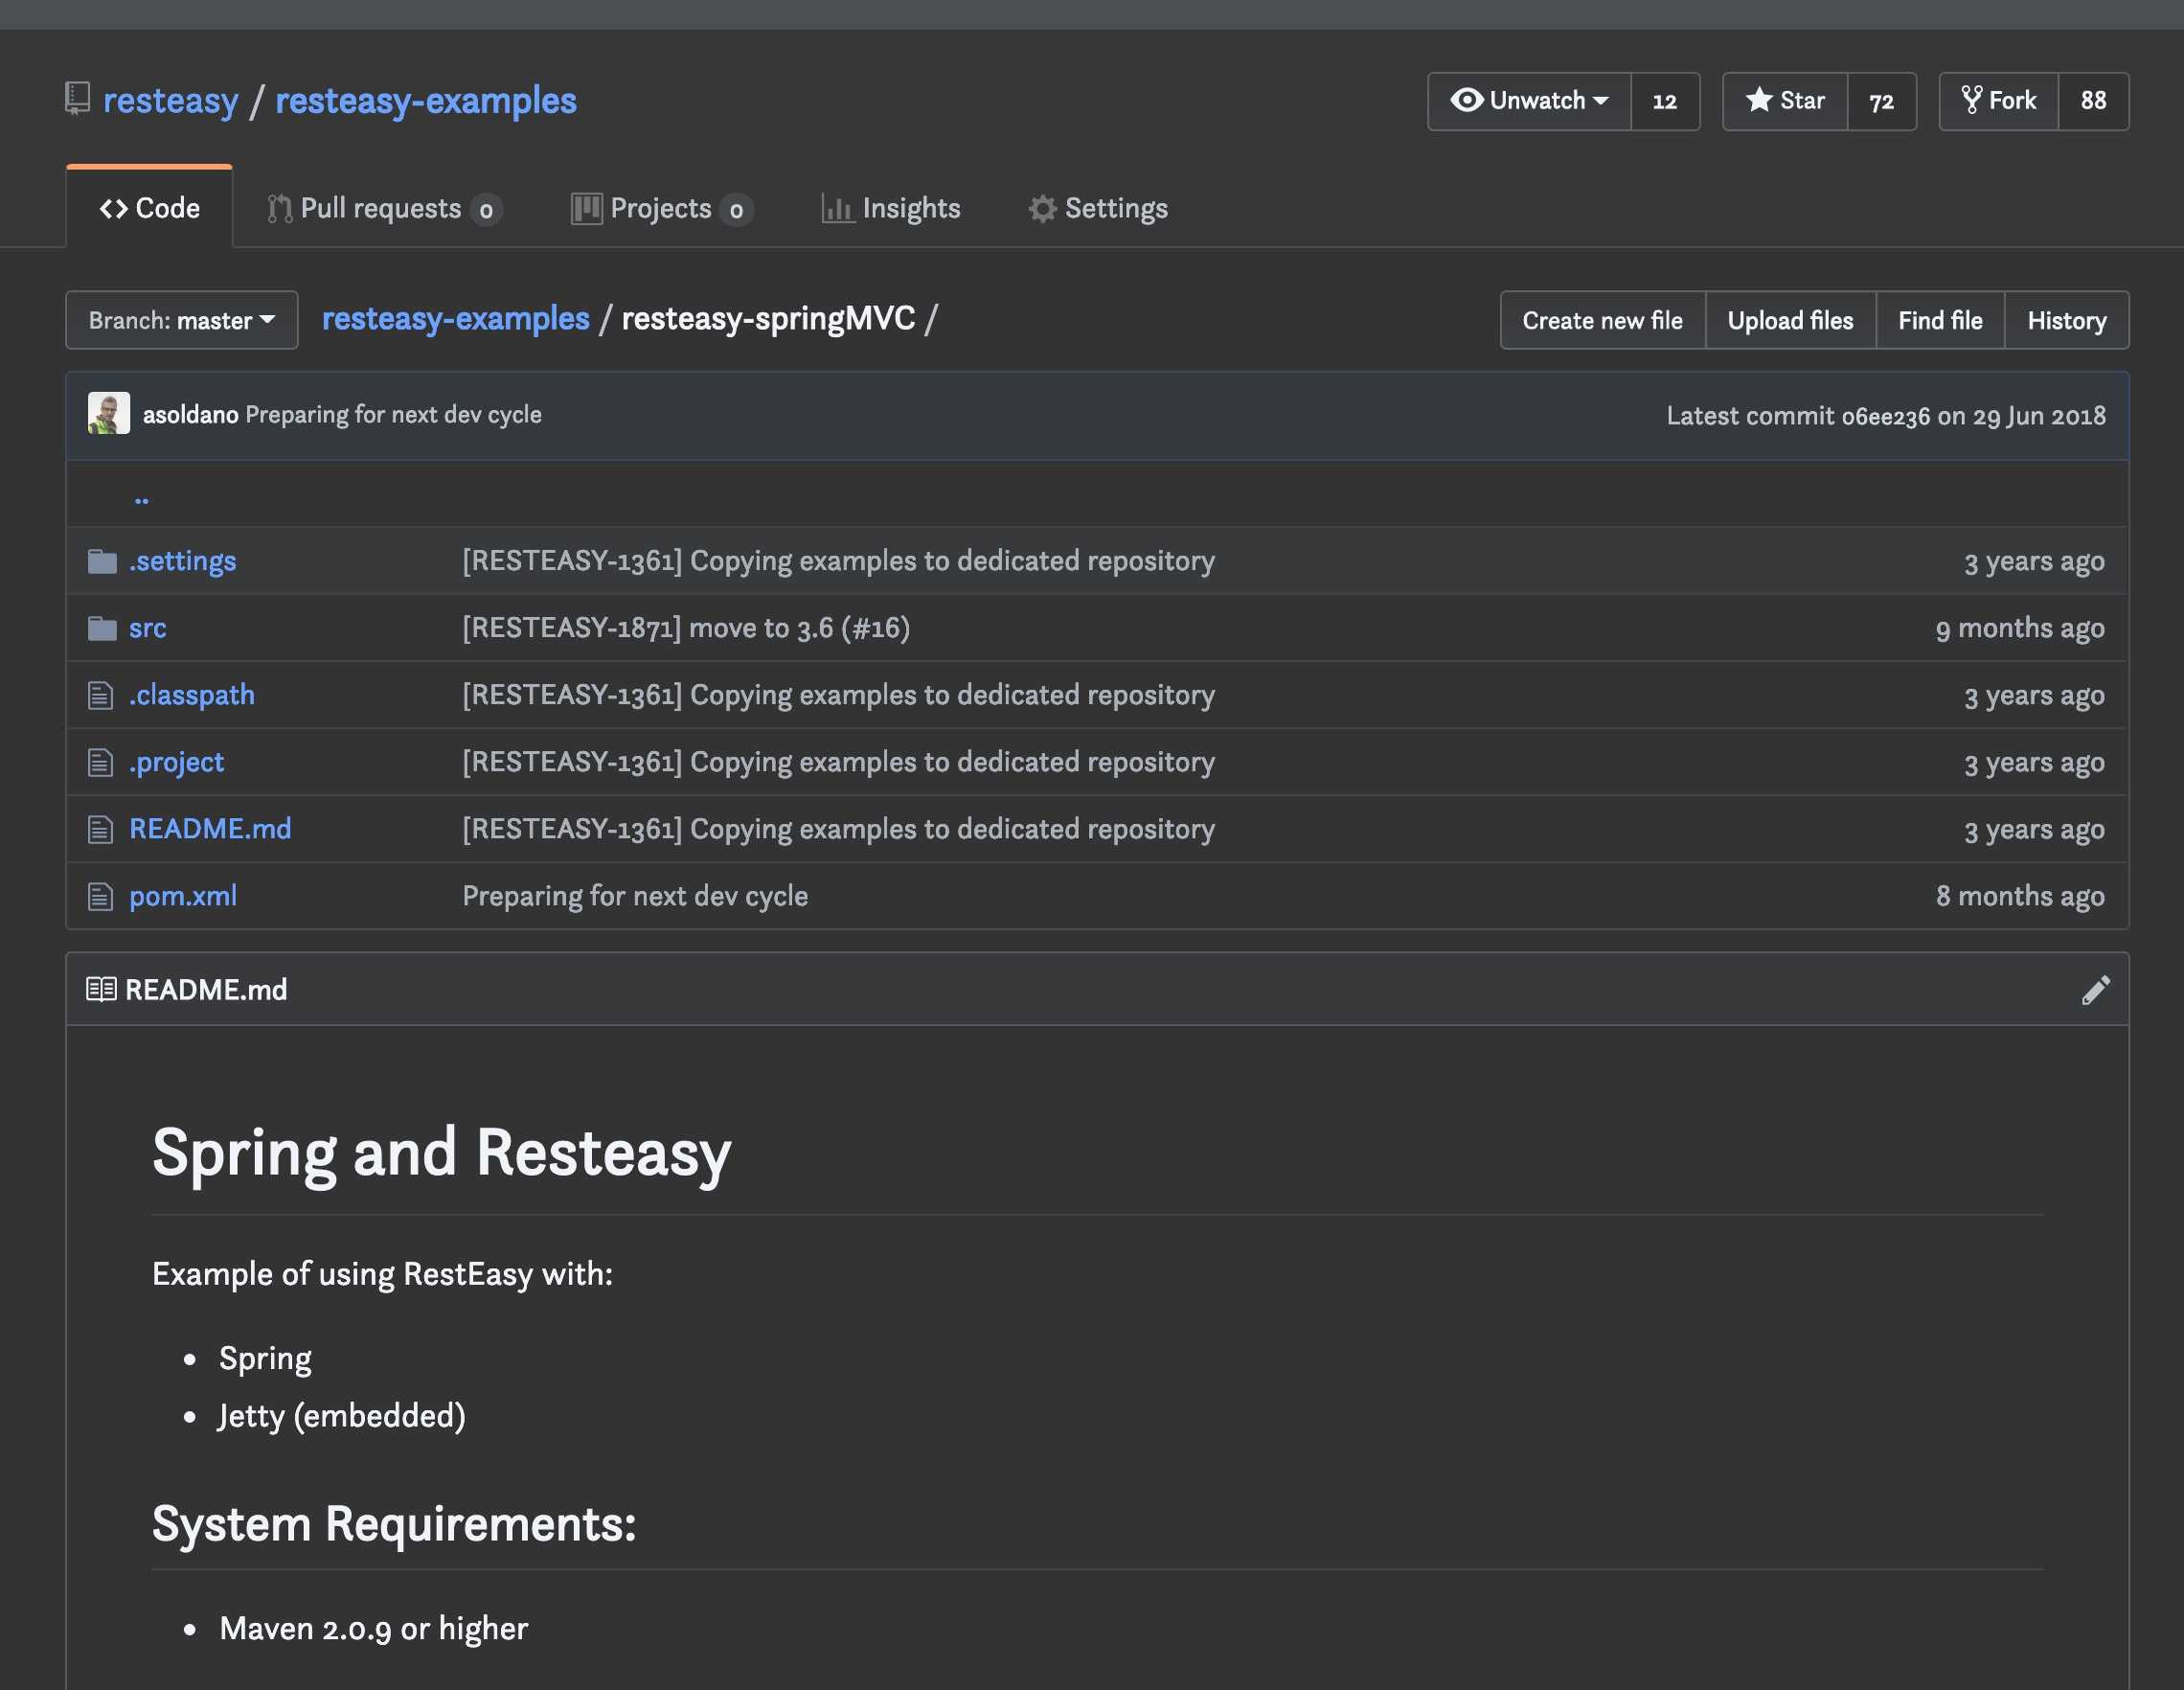 resteasy / resteasy-examples
Unwatch 12 Star 72 Fork 88
Code Pull requests 0 Projects 0 Insights Settings
Branch: master resteasy-examples / resteasy-springMVC / Create new file Upload files Find file History
asoldano Preparing for next dev cycle Latest commit 06ee236 on 29 Jun 2018
..
.settings [RESTEASY-1361] Copying examples to dedicated repository 3 years ago
src [RESTEASY-1871] move to 3.6 (#16) 9 months ago
.classpath [RESTEASY-1361] Copying examples to dedicated repository 3 years ago
.project [RESTEASY-1361] Copying examples to dedicated repository 3 years ago
README.md [RESTEASY-1361] Copying examples to dedicated repository 3 years ago
pom.xml Preparing for next dev cycle 8 months ago
README.md
Spring and Resteasy
Example of using RestEasy with:
• Spring
• Jetty (embedded)
System Requirements:
• Maven 2.0.9 or higher